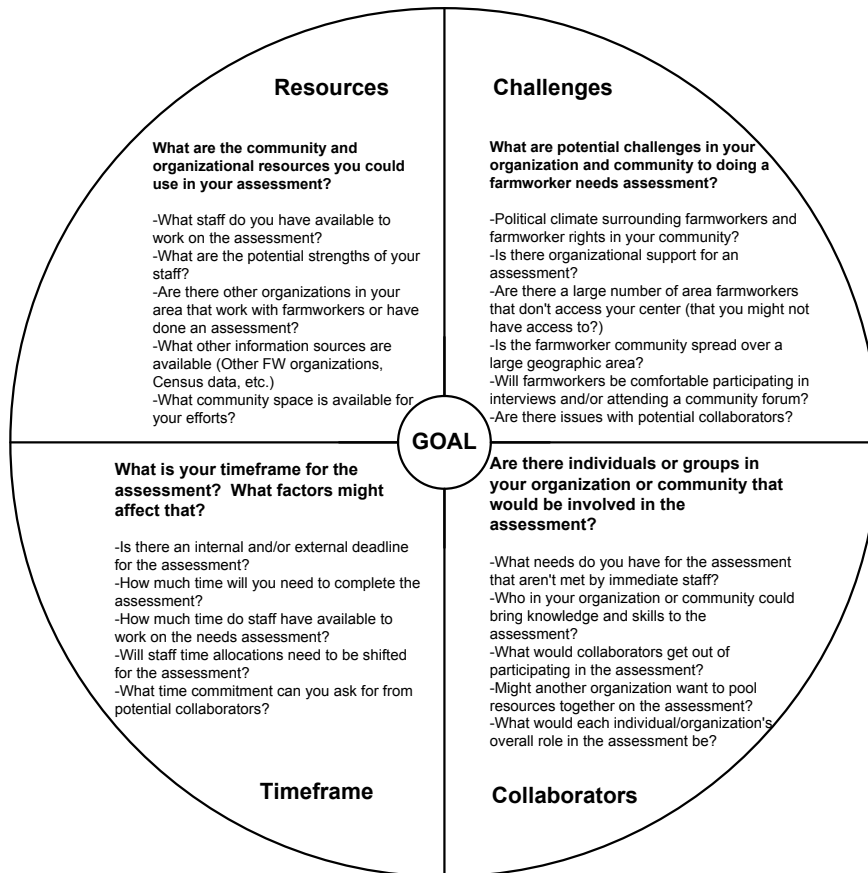 Resources
What are the community and
organizational resources you could
use in your assessment?
-What staff do you have available to
work on the assessment?
-What are the potential strengths of your
staff?
-Are there other organizations in your
area that work with farmworkers or have
done an assessment?
-What other information sources are
available (Other FW organizations,
Census data, etc.)
-What community space is available for
your efforts?
Challenges
What are potential challenges in your
organization and community to doing a
farmworker needs assessment?
-Political climate surrounding farmworkers and
farmworker rights in your community?
-Is there organizational support for an
assessment?
-Are there a large number of area farmworkers
that don't access your center (that you might not
have access to?)
-Is the farmworker community spread over a
large geographic area?
-Will farmworkers be comfortable participating in
interviews and/or attending a community forum?
-Are there issues with potential collaborators?
GOAL
What is your timeframe for the
assessment?  What factors might
affect that?
-Is there an internal and/or external deadline
for the assessment?
-How much time will you need to complete the
assessment?
-How much time do staff have available to
work on the needs assessment?
-Will staff time allocations need to be shifted
for the assessment?
-What time commitment can you ask for from
potential collaborators?
Timeframe
Are there individuals or groups in
your organization or community that
would be involved in the
assessment?
-What needs do you have for the assessment
that aren't met by immediate staff?
-Who in your organization or community could
bring knowledge and skills to the
assessment?
-What would collaborators get out of
participating in the assessment?
-Might another organization want to pool
resources together on the assessment?
-What would each individual/organization's
overall role in the assessment be?
Collaborators